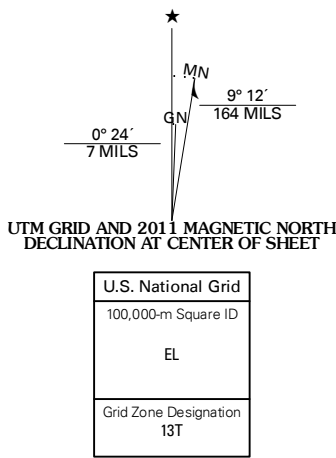 MN
GN
9° 12´
164 MILS
0° 24´
7 MILS
UTM GRID AND 2011 MAGNETIC NORTH
DECLINATION AT CENTER OF SHEET
U.S. National Grid
100,000-m Square ID
EL
Grid Zone Designation
13T